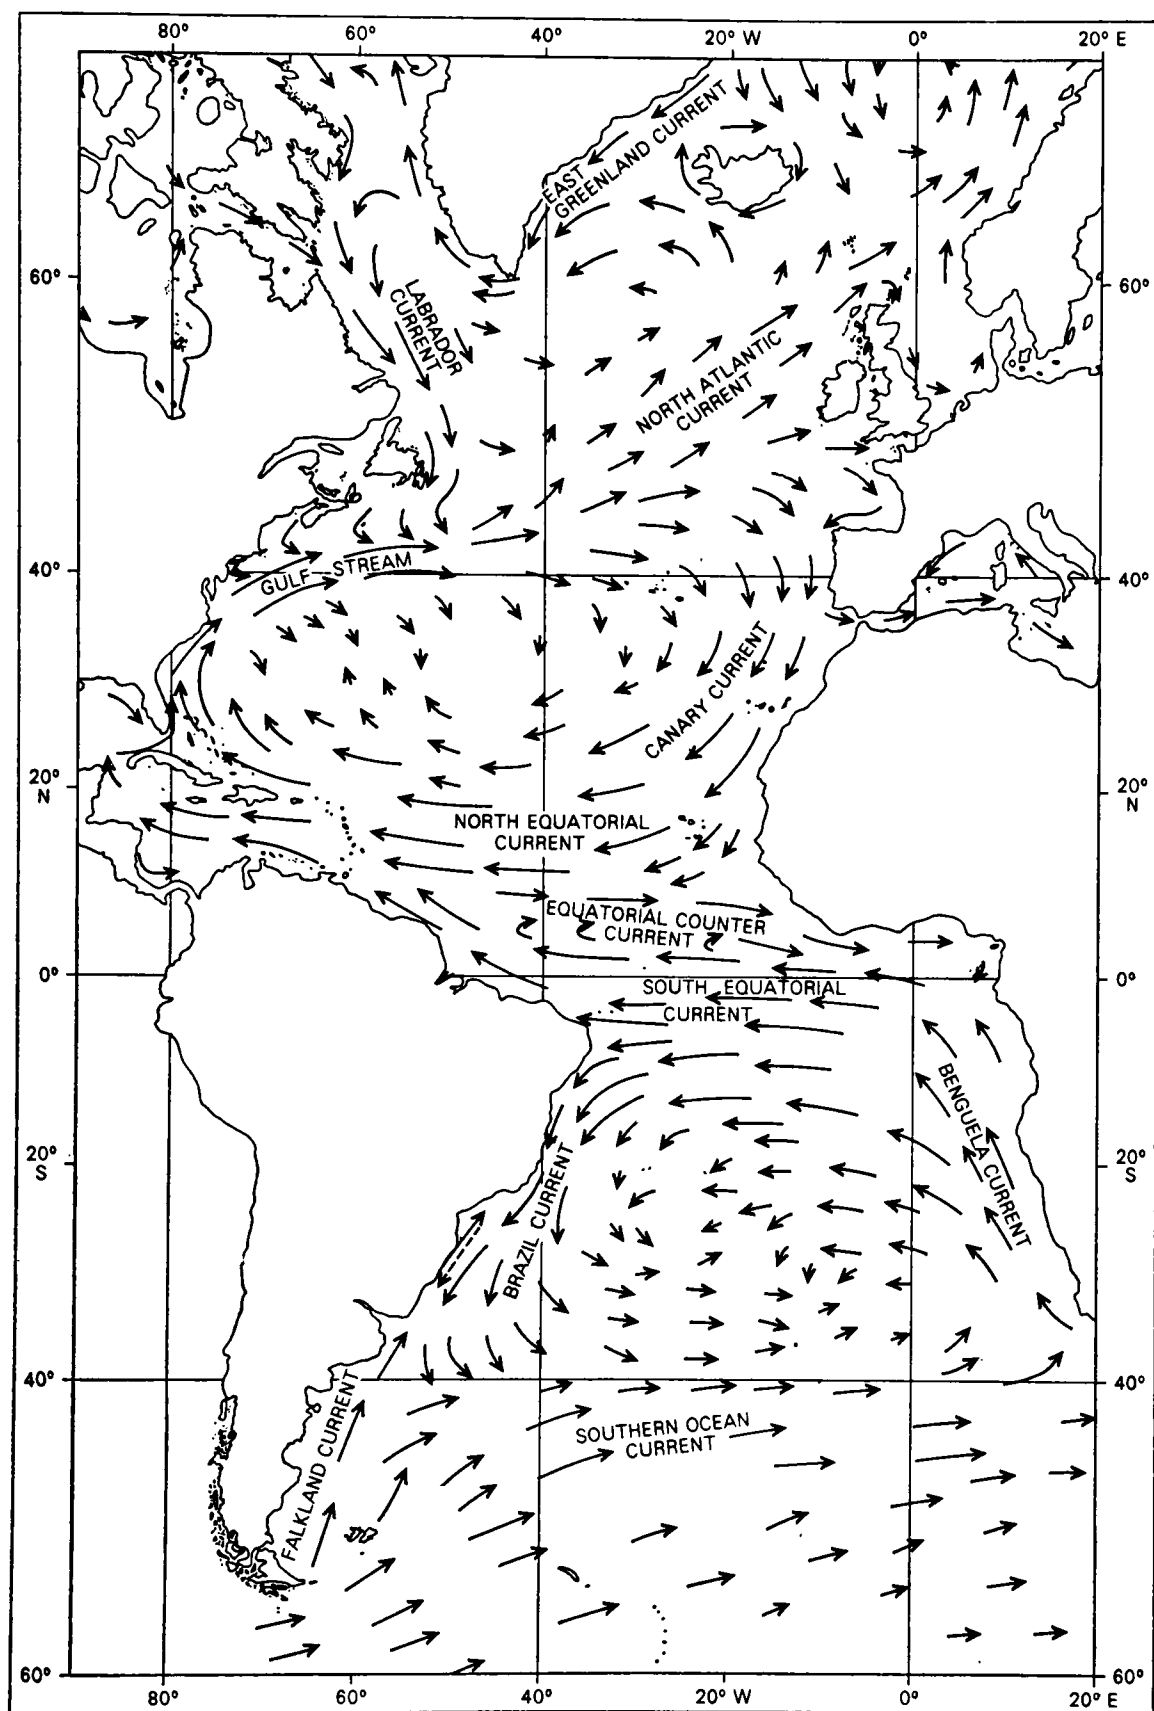 80°
60°
40°
20° W
0°
20° E
EAST
GREENLAND CURRENT
60°
60°
LABRADOR
CURRENT
NORTH ATLANTIC
CURRENT
40°
GULF STREAM
40°
CANARY CURRENT
20°
N
20°
N
NORTH EQUATORIAL
CURRENT
EQUATORIAL COUNTER
CURRENT
0°
0°
SOUTH EQUATORIAL
CURRENT
BENGUELA CURRENT
20°
S
20°
S
BRAZIL CURRENT
40°
40°
FALKLAND CURRENT
SOUTHERN OCEAN
CURRENT
60°
60°
80°
60°
40°
20° W
0°
20° E